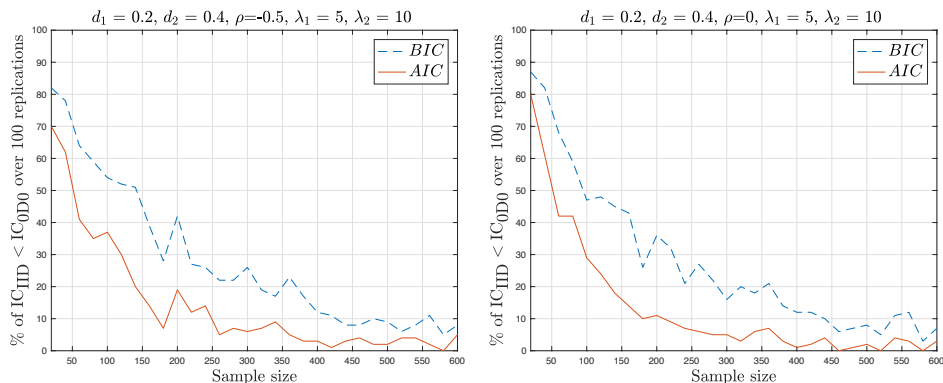 d₁ = 0.2, d₂ = 0.4, ρ=-0.5, λ₁ = 5, λ₂ = 10
% of IC_IID < IC_0D0 over 100 replications
100
90
80
70
60
50
40
30
20
10
0
BIC
AIC
50 100 150 200 250 300 350 400 450 500 550 600
Sample size
d₁ = 0.2, d₂ = 0.4, ρ=0, λ₁ = 5, λ₂ = 10
% of IC_IID < IC_0D0 over 100 replications
100
90
80
70
60
50
40
30
20
10
0
BIC
AIC
50 100 150 200 250 300 350 400 450 500 550 600
Sample size